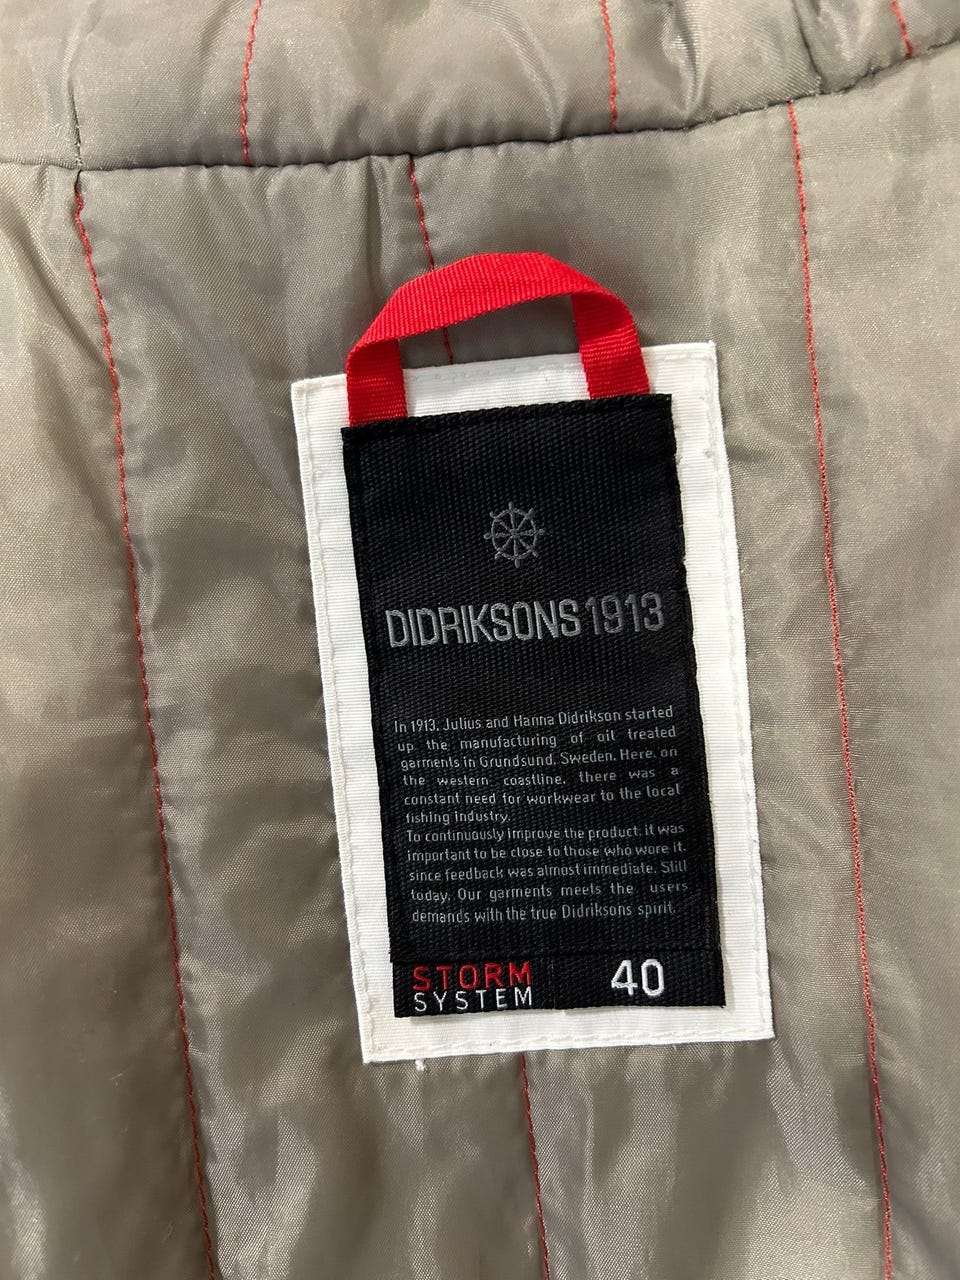 DIDRIKSONS1913
In 1913, Julius and Hanna Didrikson started
up the manufacturing of oil treated
garments in Grundsund, Sweden. Here, on
the western coastline, there was a
constant need for workwear to the local
fishing industry.
To continuously improve the product, it was
important to be close to those who wore it,
since feedback was almost immediate. Still
today, Our garments meets the users
demands with the true Didriksons spirit.
STORM
SYSTEM
40